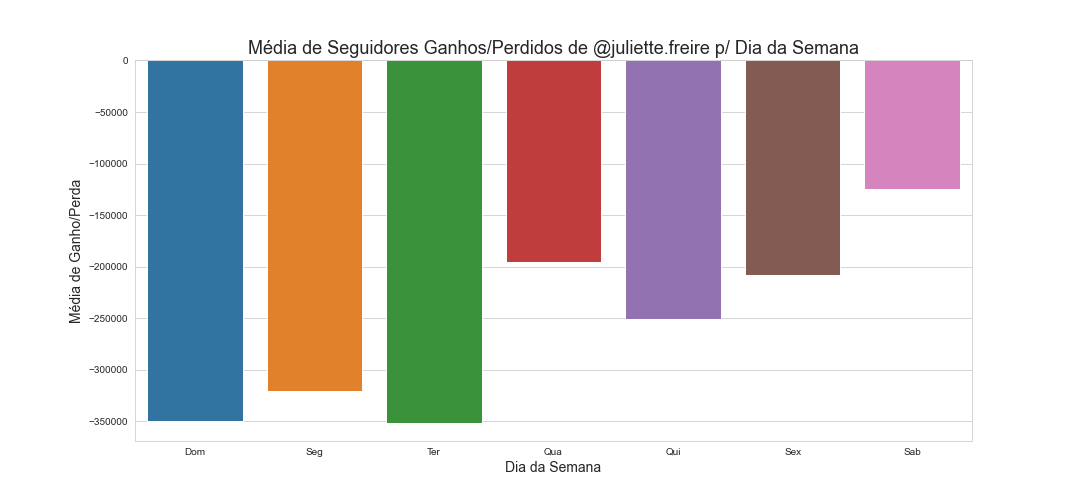 Média de Seguidores Ganhos/Perdidos de @juliette.freire p/ Dia da Semana
0
−50000
−100000
−150000
−200000
−250000
−300000
−350000
Média de Ganho/Perda
Dom Seg Ter Qua Qui Sex Sab
Dia da Semana